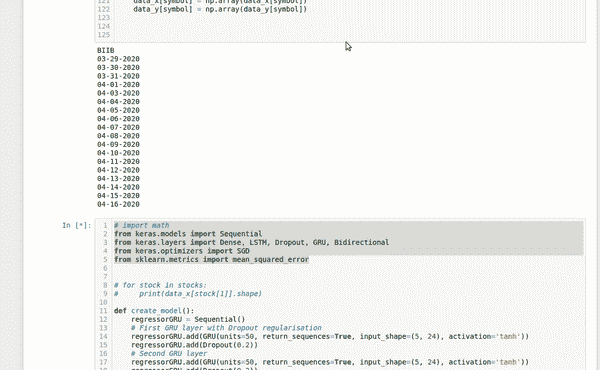 121     data_x[symbol] = np.array(data_x[symbol])
122     data_y[symbol] = np.array(data_y[symbol])
123
124
125
BIIB
03-29-2020
03-30-2020
03-31-2020
04-01-2020
04-03-2020
04-04-2020
04-05-2020
04-06-2020
04-07-2020
04-08-2020
04-09-2020
04-10-2020
04-11-2020
04-12-2020
04-13-2020
04-14-2020
04-15-2020
04-16-2020
In [*]:
1 # import math
2 from keras.models import Sequential
3 from keras.layers import Dense, LSTM, Dropout, GRU, Bidirectional
4 from keras.optimizers import SGD
5 from sklearn.metrics import mean_squared_error
6
7
8 # for stock in stocks:
9 #     print(data_x[stock[1]].shape)
10
11 def create_model():
12     regressorGRU = Sequential()
13     # First GRU layer with Dropout regularisation
14     regressorGRU.add(GRU(units=50, return_sequences=True, input_shape=(5, 24), activation='tanh'))
15     regressorGRU.add(Dropout(0.2))
16     # Second GRU layer
17     regressorGRU.add(GRU(units=50, return_sequences=True, input_shape=(5, 24), activation='tanh'))
18     regressorGRU.add(Dropout(0.2))